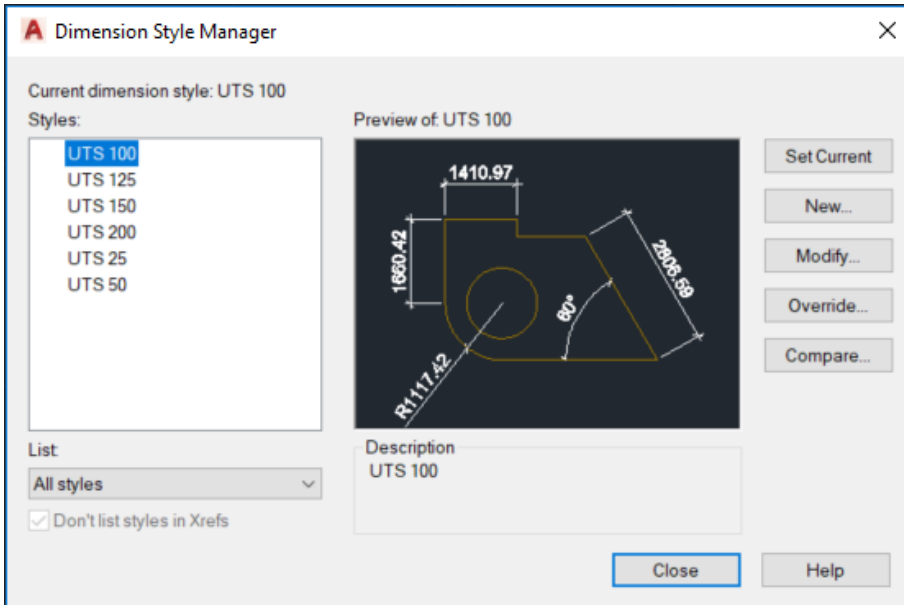 Dimension Style Manager
Current dimension style: UTS 100
Styles:
UTS 100
UTS 125
UTS 150
UTS 200
UTS 25
UTS 50
Preview of: UTS 100
1410.97
1660.42
2806.59
60°
R1117.42
Set Current
New...
Modify...
Override...
Compare...
List:
All styles
Don't list styles in Xrefs
Description
UTS 100
Close
Help